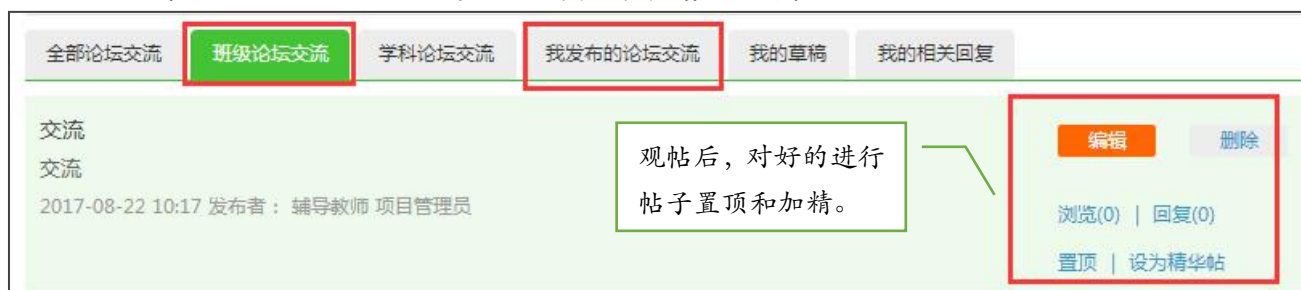 全部论坛交流 班级论坛交流 学科论坛交流 我发布的论坛交流 我的草稿 我的相关回复
交流
交流
2017-08-22 10:17 发布者： 辅导教师 项目管理员
观帖后，对好的进行
帖子置顶和加精。
编辑 删除
浏览(0) | 回复(0)
置顶 | 设为精华帖